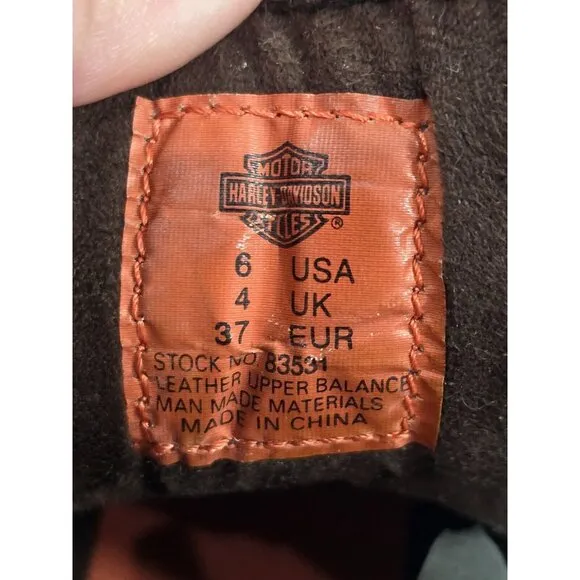 MOTOR
HARLEY-DAVIDSON
CYCLES
®
6 USA
4 UK
37 EUR
STOCK NO 83531
LEATHER UPPER BALANCE
MAN MADE MATERIALS
MADE IN CHINA